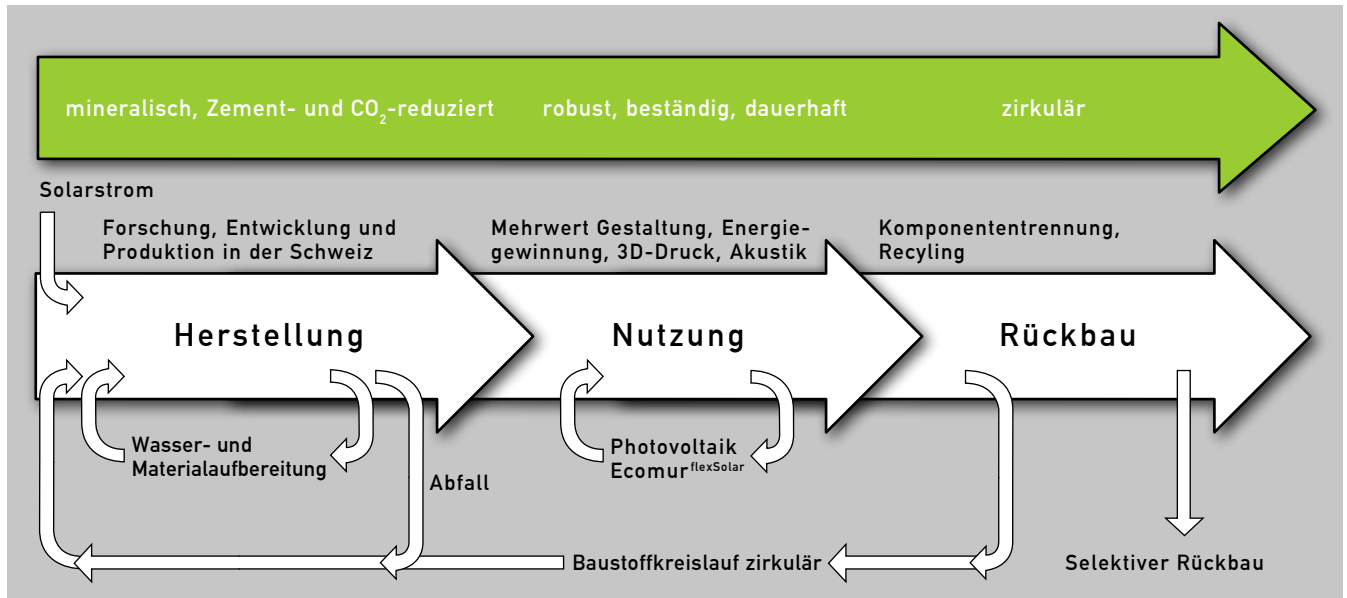 mineralisch, Zement- und CO₂-reduziert
robust, beständig, dauerhaft
zirkulär
Solarstrom
Forschung, Entwicklung und
Produktion in der Schweiz
Mehrwert Gestaltung, Energie-
gewinnung, 3D-Druck, Akustik
Komponententrennung,
Recyling
Herstellung
Nutzung
Rückbau
Wasser- und
Materialaufbereitung
Abfall
Photovoltaik
Ecomur flexSolar
Baustoffkreislauf zirkulär
Selektiver Rückbau